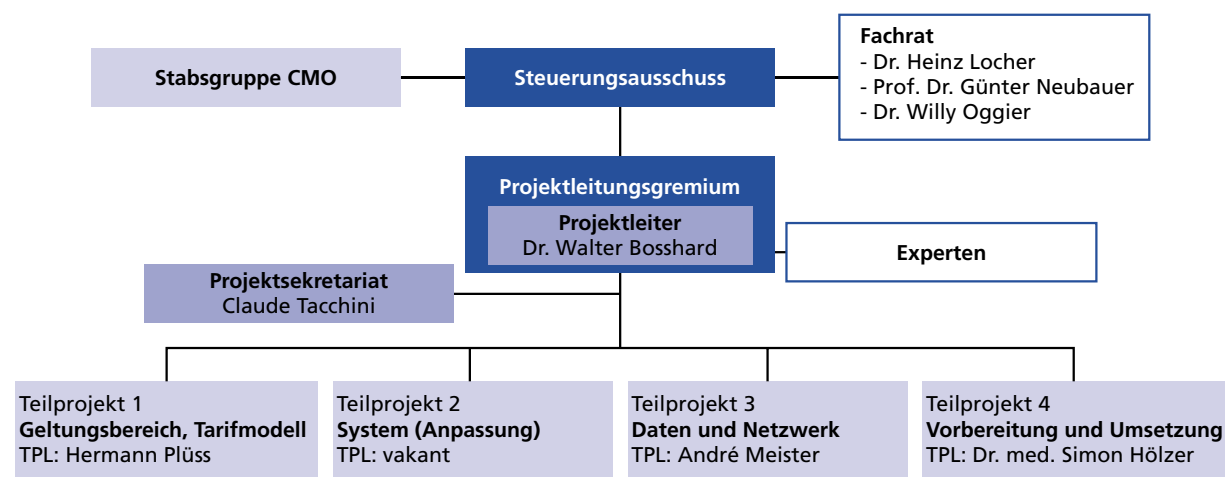 Stabsgruppe CMO
Steuerungsausschuss
Fachrat
- Dr. Heinz Locher
- Prof. Dr. Günter Neubauer
- Dr. Willy Oggier
Projektleitungsgremium
Projektleiter
Dr. Walter Bosshard
Experten
Projektsekretariat
Claude Tacchini
Teilprojekt 1
Geltungsbereich, Tarifmodell
TPL: Hermann Plüss
Teilprojekt 2
System (Anpassung)
TPL: vakant
Teilprojekt 3
Daten und Netzwerk
TPL: André Meister
Teilprojekt 4
Vorbereitung und Umsetzung
TPL: Dr. med. Simon Hölzer